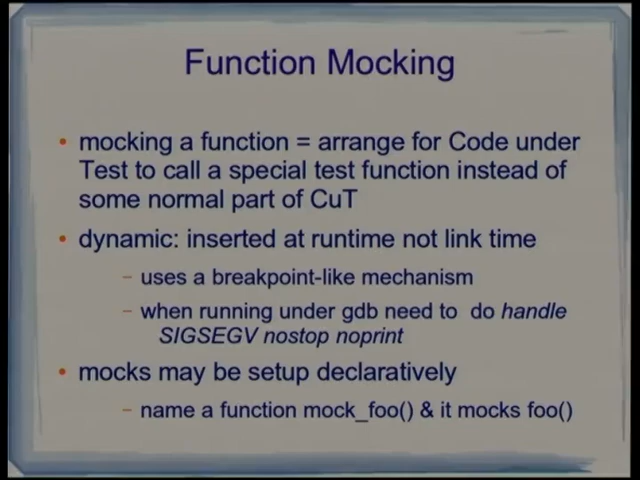 Function Mocking
• mocking a function = arrange for Code under
Test to call a special test function instead of
some normal part of CuT
• dynamic: inserted at runtime not link time
– uses a breakpoint-like mechanism
– when running under gdb need to do handle
SIGSEGV nostop noprint
• mocks may be setup declaratively
– name a function mock_foo() & it mocks foo()